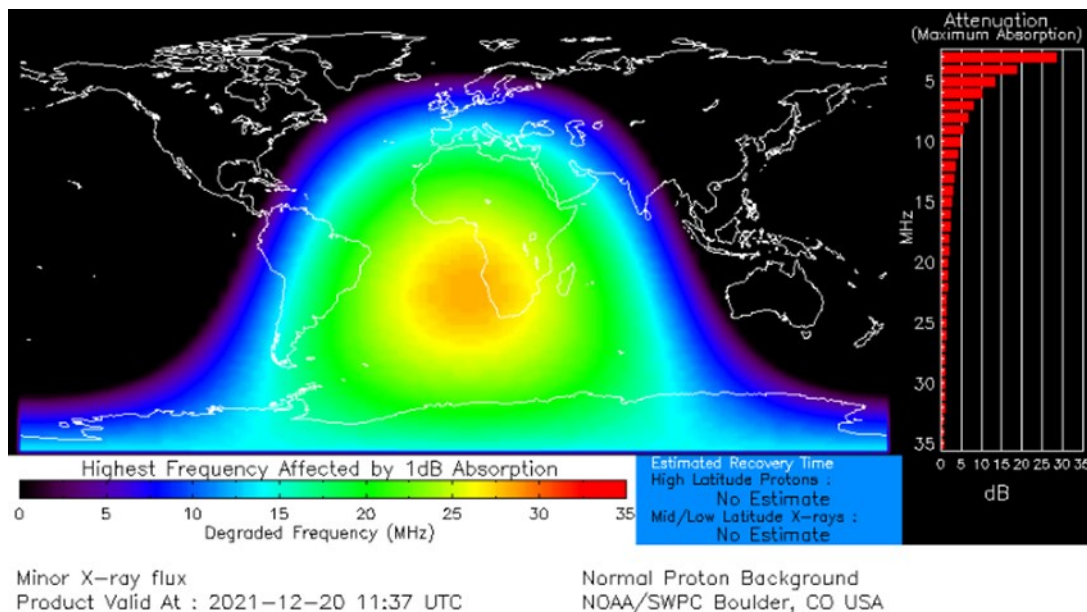 Attenuation
(Maximum Absorption)
5
10
15
20
25
30
35
MHz
0 5 10 15 20 25 30 35
dB
Highest Frequency Affected by 1dB Absorption
0 5 10 15 20 25 30 35
Degraded Frequency (MHz)
Estimated Recovery Time
High Latitude Protons :
No Estimate
Mid/Low Latitude X-rays :
No Estimate
Minor X-ray flux
Product Valid At : 2021-12-20 11:37 UTC
Normal Proton Background
NOAA/SWPC Boulder, CO USA